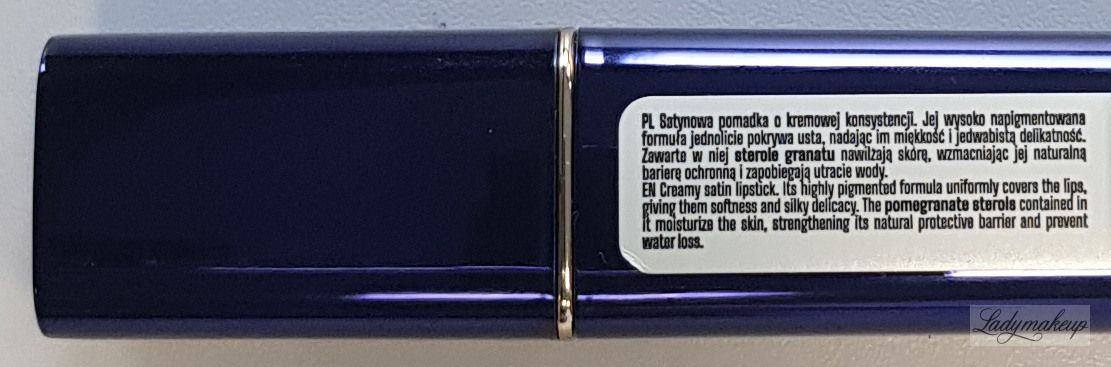 PL Satynowa pomadka o kremowej konsystencji. Jej wysoko napigmentowana
formuła jednolicie pokrywa usta, nadając im miękkość i jedwabistą delikatność.
Zawarte w niej sterole granatu nawilżają skórę, wzmacniając jej naturalną
barierę ochronną i zapobiegają utracie wody.
EN Creamy satin lipstick. Its highly pigmented formula uniformly covers the lips,
giving them softness and silky delicacy. The pomegranate sterols contained in
it moisturize the skin, strengthening its natural protective barrier and prevent
water loss.
Ladymakeup